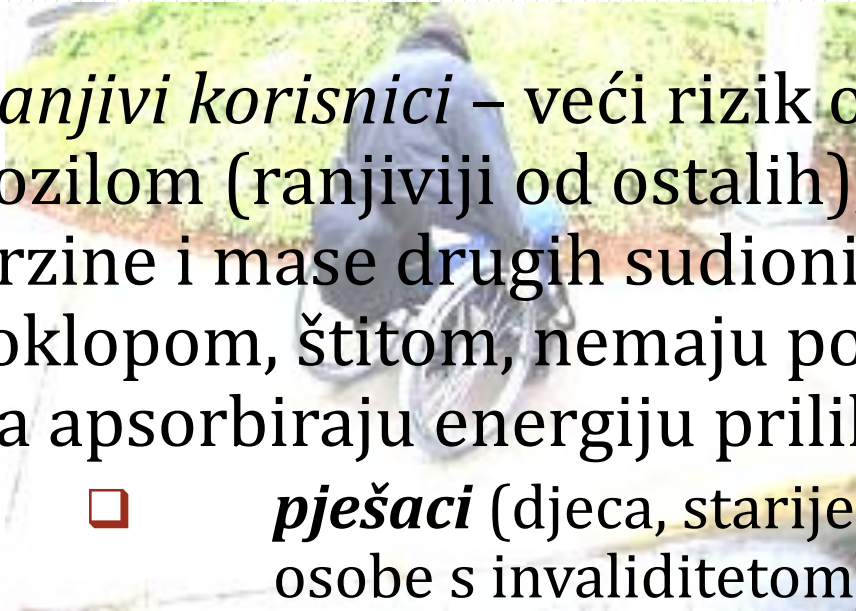 anjivi korisnici – veći rizik o
ozilom (ranjiviji od ostalih)
rzine i mase drugih sudioni
oklopom, štitom, nemaju po
a apsorbiraju energiju prili
pješaci (djeca, starije
osobe s invaliditetom